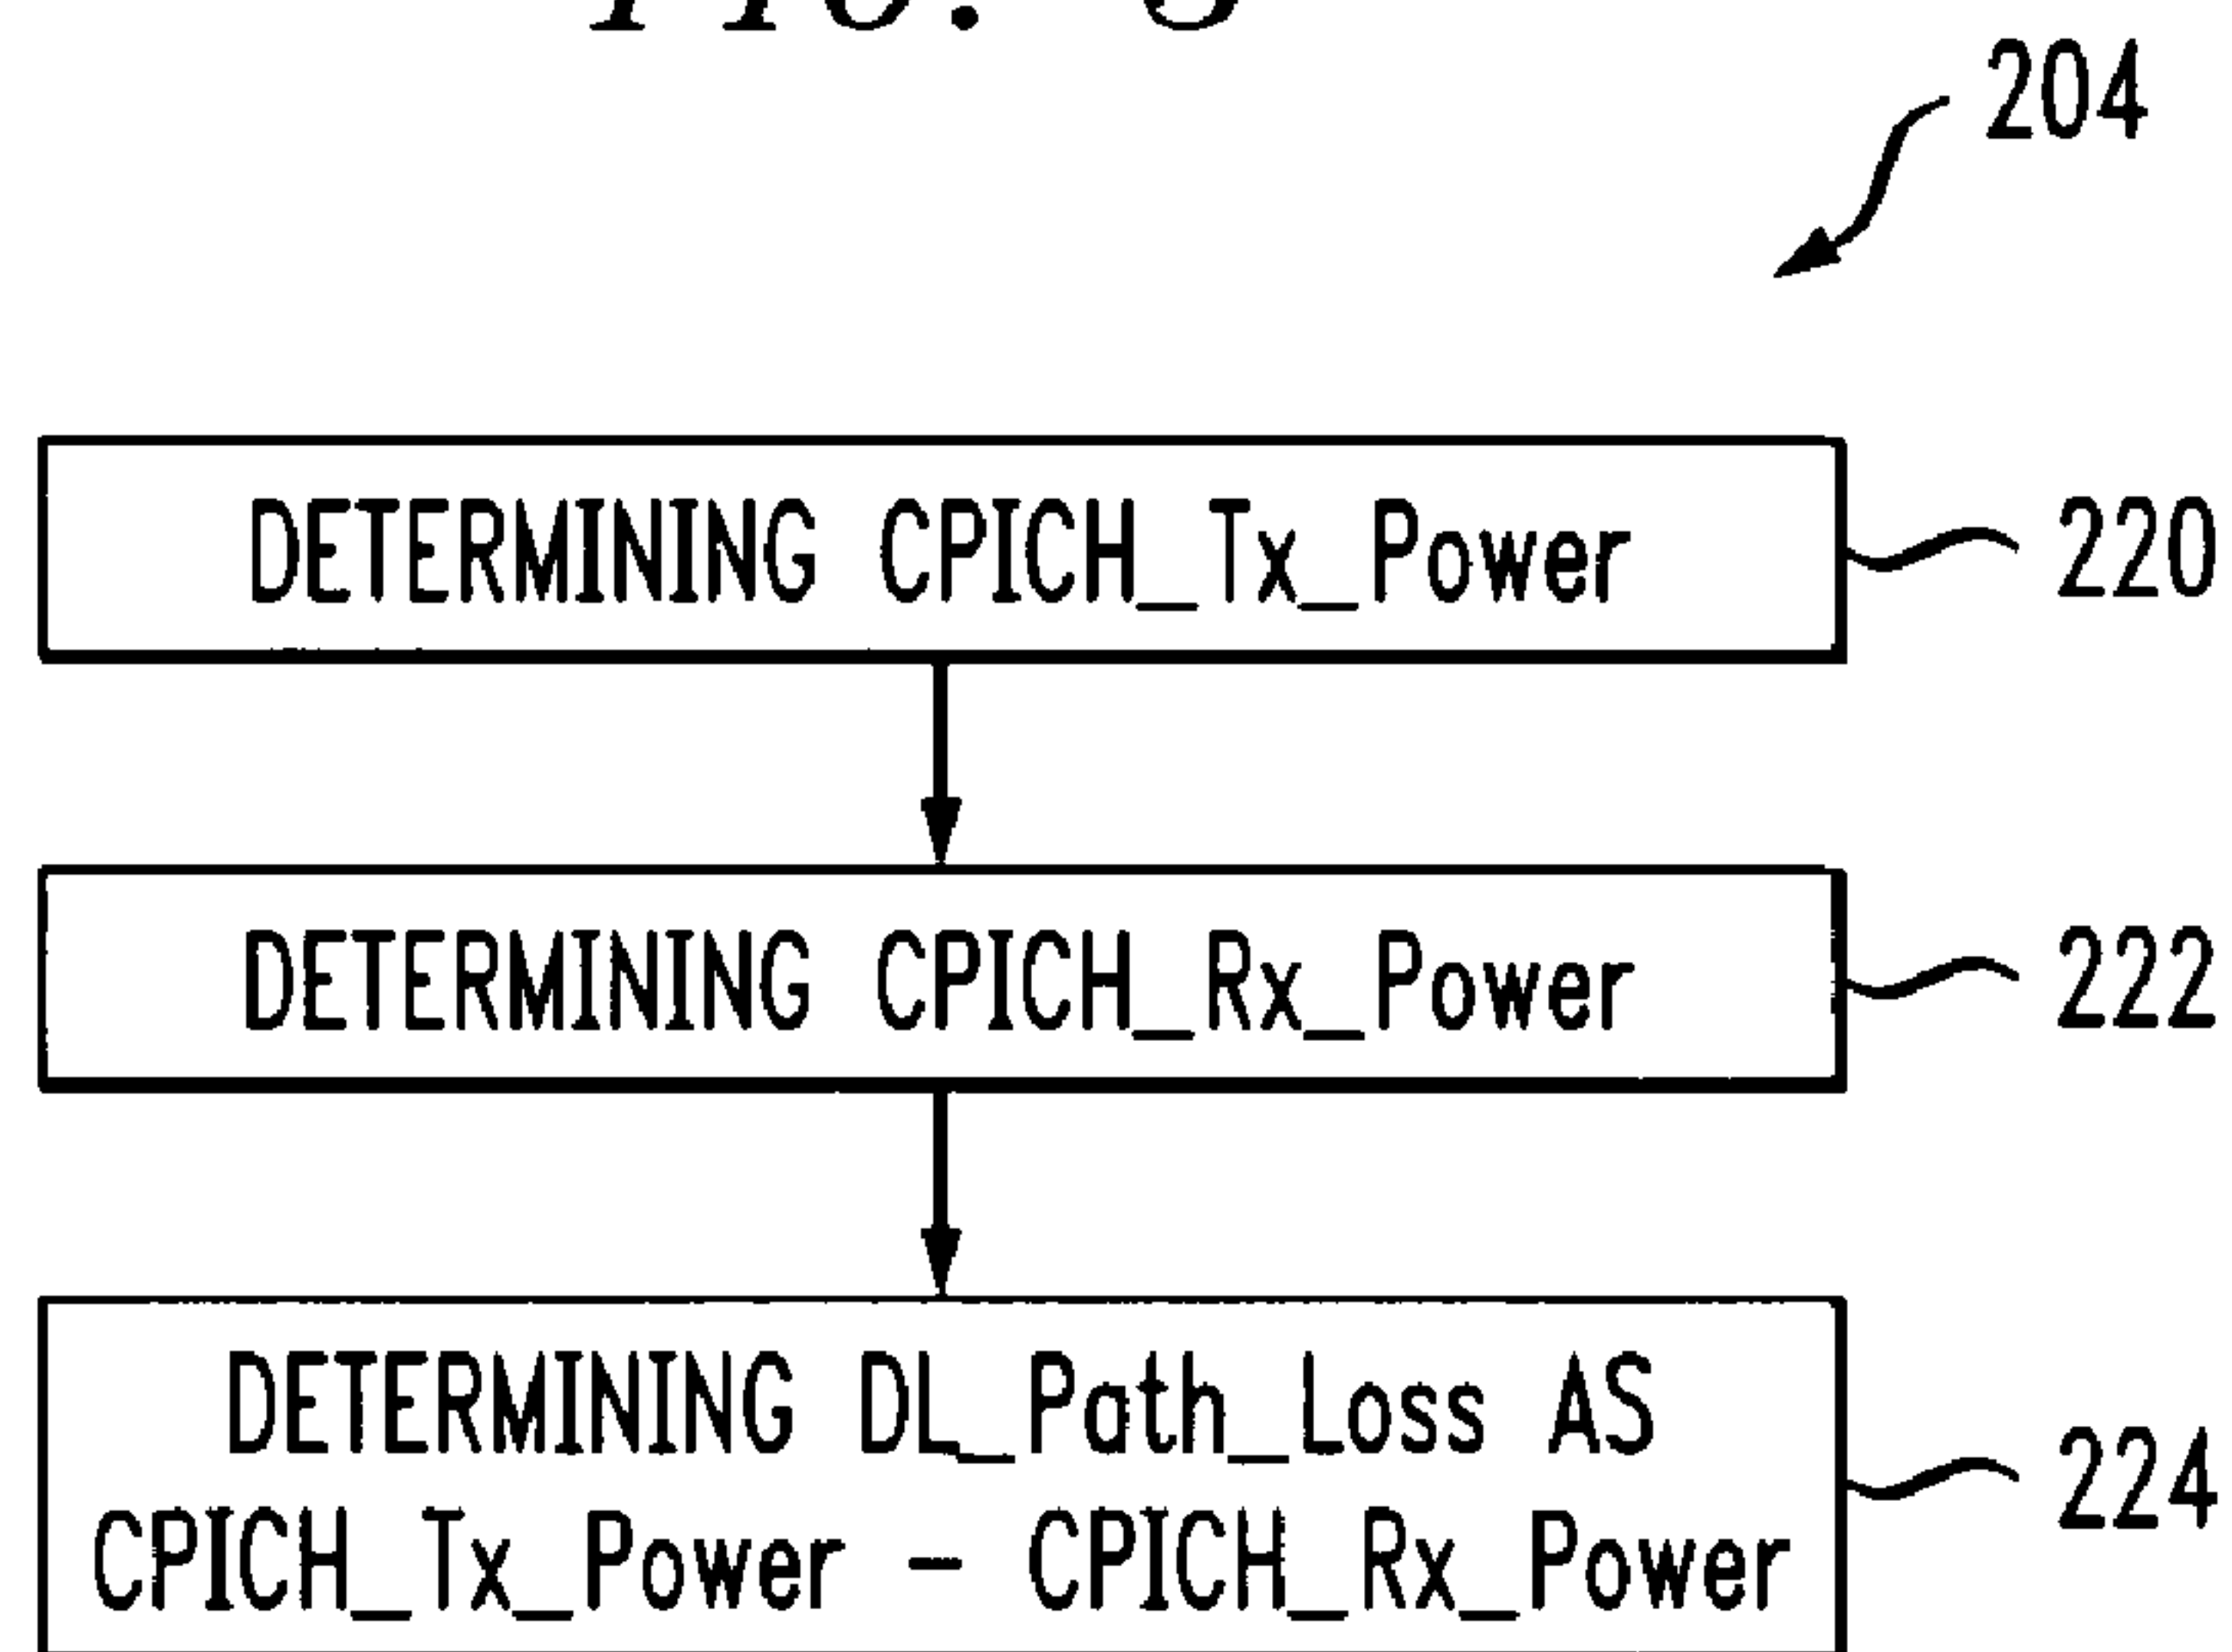 204
DETERMINING CPICH_Tx_Power
220
DETERMINING CPICH_Rx_Power
222
DETERMINING DL_Path_Loss AS
CPICH_Tx_Power - CPICH_Rx_Power
224